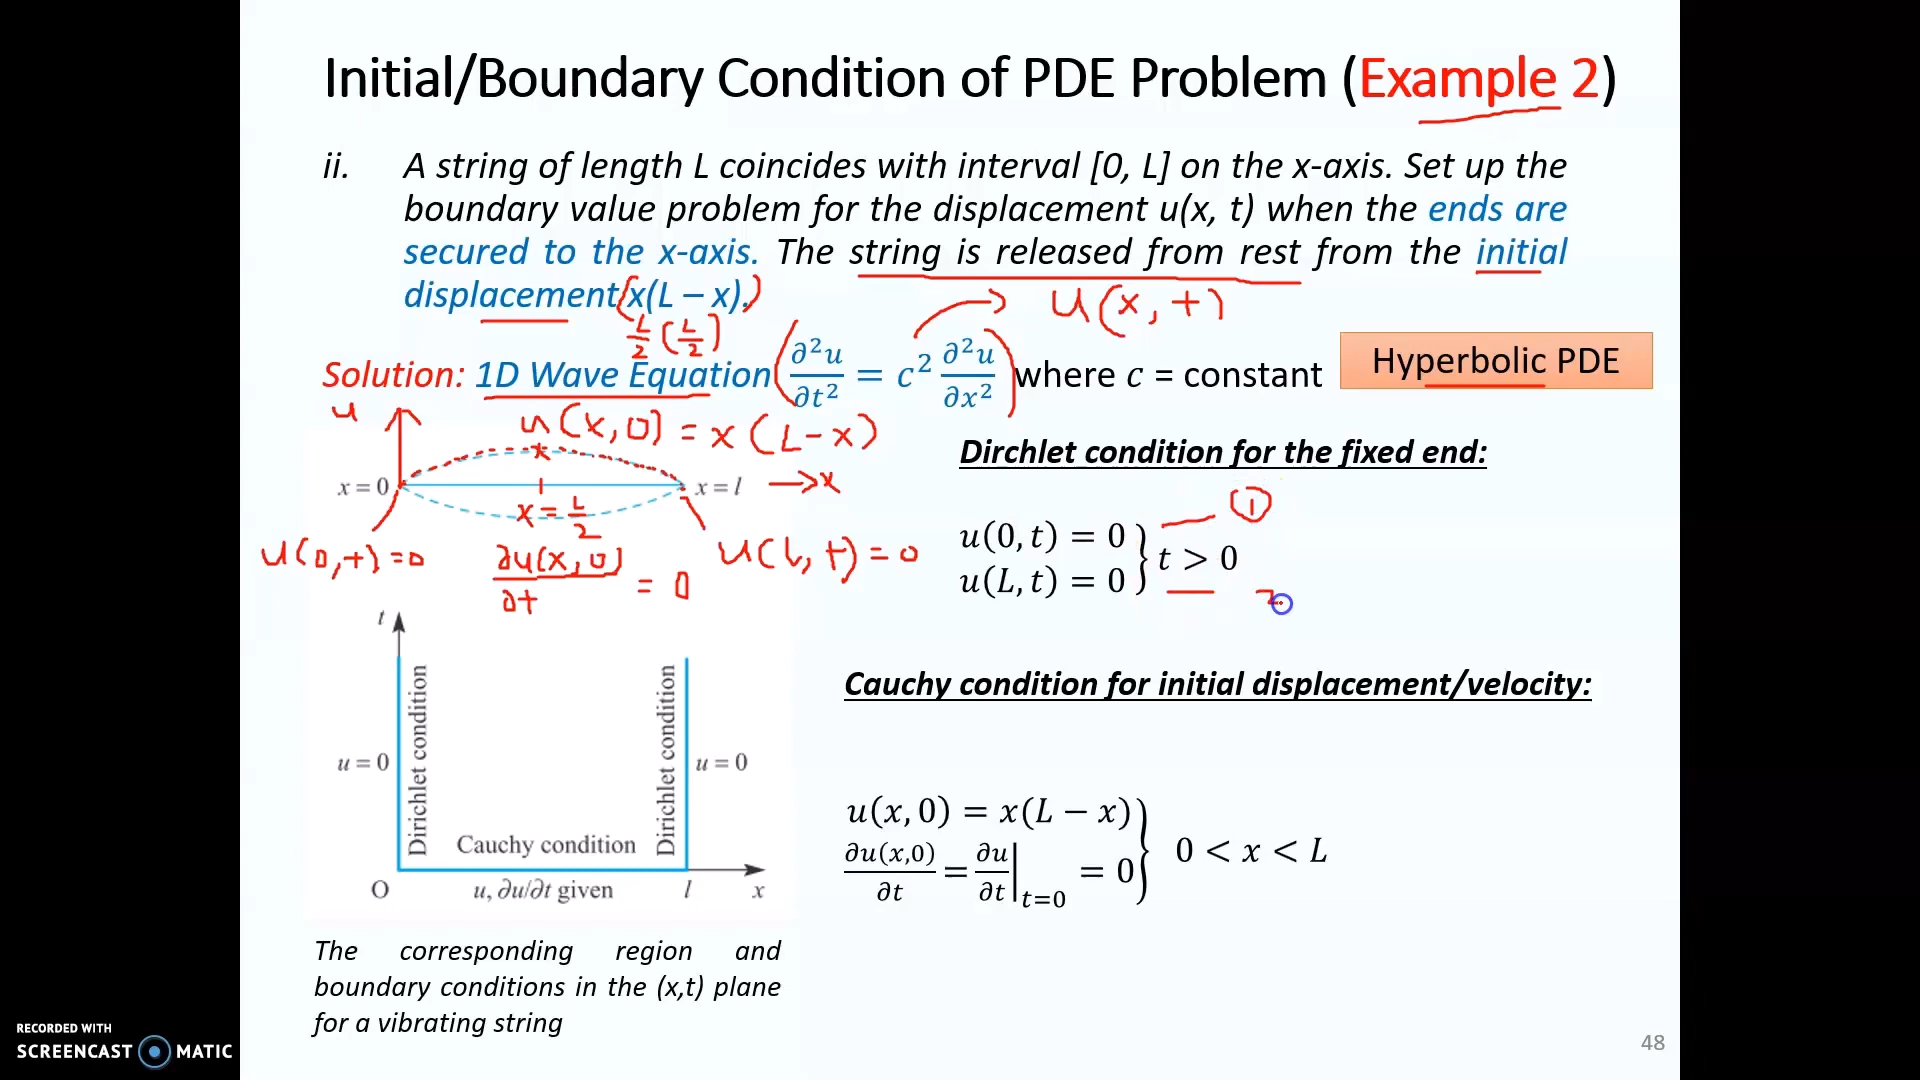 Initial/Boundary Condition of PDE Problem (Example 2)
ii. A string of length L coincides with interval [0, L] on the x-axis. Set up the
boundary value problem for the displacement u(x, t) when the ends are
secured to the x-axis. The string is released from rest from the initial
displacement (x(L – x).)
u(x,t)
L/2 (L/2)
Solution: 1D Wave Equation (∂²u/∂t² = c² ∂²u/∂x²) where c = constant
Hyperbolic PDE
u
u(x,0) = x(L-x)
x = 0
x = l
→x
x = L/2
u(0,t)=0
∂u(x,0)/∂t = 0
u(L,t)=0
Dirchlet condition for the fixed end:
1
u(0, t) = 0
u(L, t) = 0
} t > 0
t
Dirichlet condition
Dirichlet condition
u = 0
u = 0
Cauchy condition
O
u, ∂u/∂t given
l
x
Cauchy condition for initial displacement/velocity:
u(x, 0) = x(L − x)
∂u(x,0)/∂t = ∂u/∂t|t=0 = 0
} 0 < x < L
The corresponding region and
boundary conditions in the (x,t) plane
for a vibrating string
RECORDED WITH
SCREENCAST MATIC
48